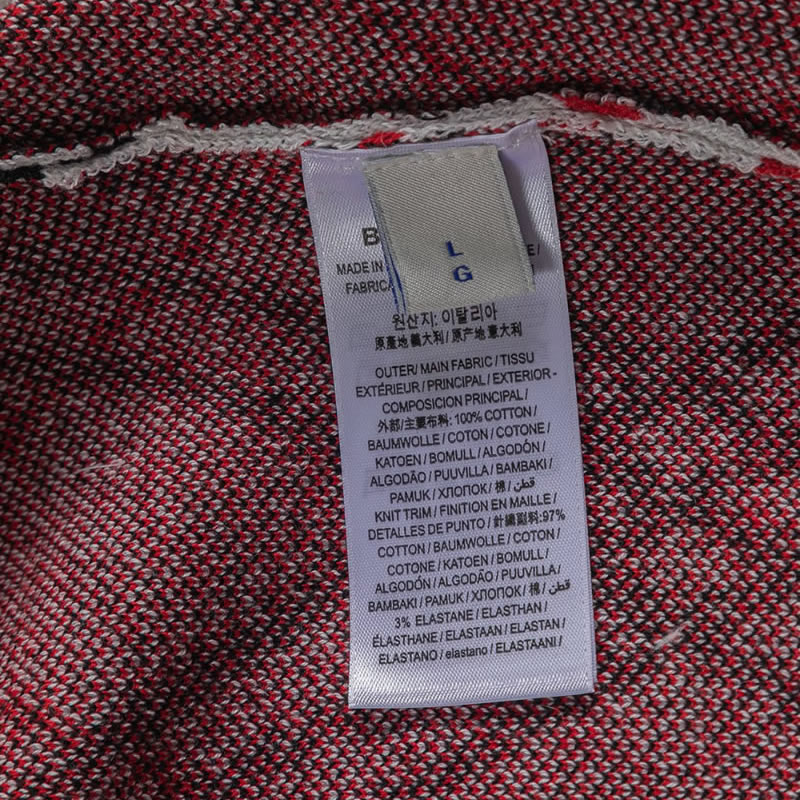 L
G
B
MADE IN E/
FABRICA
원산지: 이탈리아
原產地 義大利 / 原产地 意大利
OUTER/ MAIN FABRIC / TISSU
EXTÉRIEUR / PRINCIPAL / EXTERIOR -
COMPOSICION PRINCIPAL /
外部/主要布料: 100% COTTON /
BAUMWOLLE / COTON / COTONE /
KATOEN / BOMULL / ALGODÓN /
ALGODÃO / PUUVILLA / BAMBAKI /
PAMUK / ХЛОПОК / 棉 / قطن /
KNIT TRIM / FINITION EN MAILLE /
DETALLES DE PUNTO / 針織副料:97%
COTTON / BAUMWOLLE / COTON /
COTONE / KATOEN / BOMULL /
ALGODÓN / ALGODÃO / PUUVILLA /
BAMBAKI / PAMUK / ХЛОПОК / 棉 / قطن /
3% ELASTANE / ELASTHAN /
ÉLASTHANE / ELASTAAN / ELASTAN /
ELASTANO / elastano / ELASTAANI /